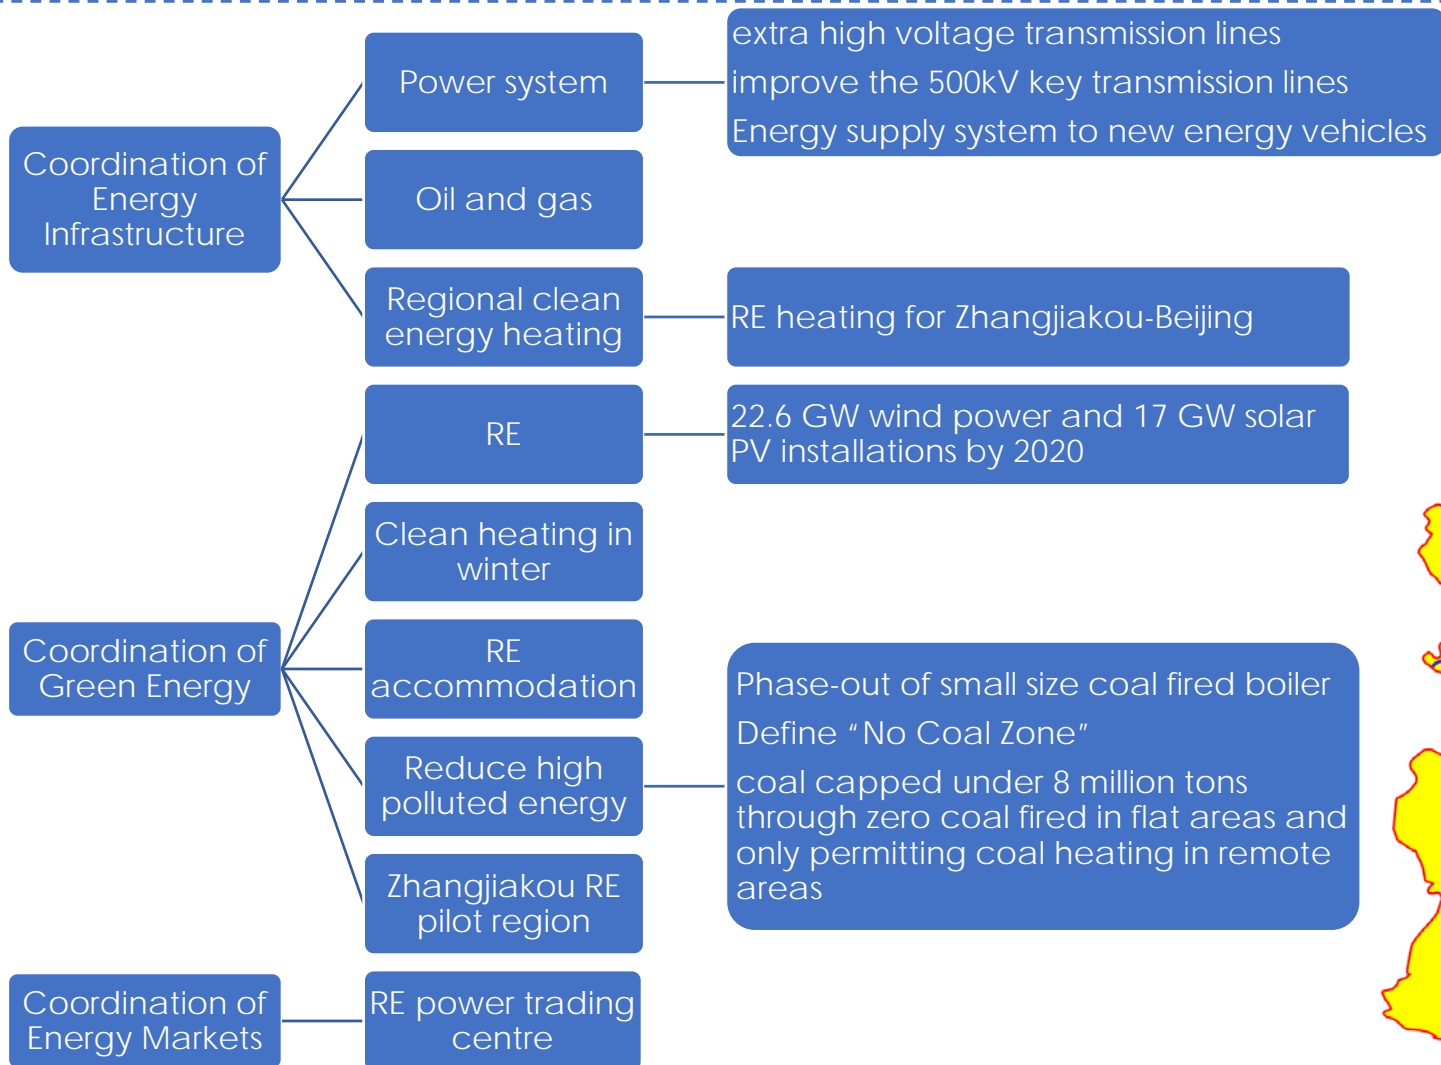 Coordination of
Energy
Infrastructure
Power system
extra high voltage transmission lines
improve the 500kV key transmission lines
Energy supply system to new energy vehicles
Oil and gas
Regional clean
energy heating
RE heating for Zhangjiakou-Beijing
Coordination of
Green Energy
RE
22.6 GW wind power and 17 GW solar
PV installations by 2020
Clean heating in
winter
RE
accommodation
Reduce high
polluted energy
Phase-out of small size coal fired boiler
Define “No Coal Zone”
coal capped under 8 million tons
through zero coal fired in flat areas and
only permitting coal heating in remote
areas
Zhangjiakou RE
pilot region
Coordination of
Energy Markets
RE power trading
centre